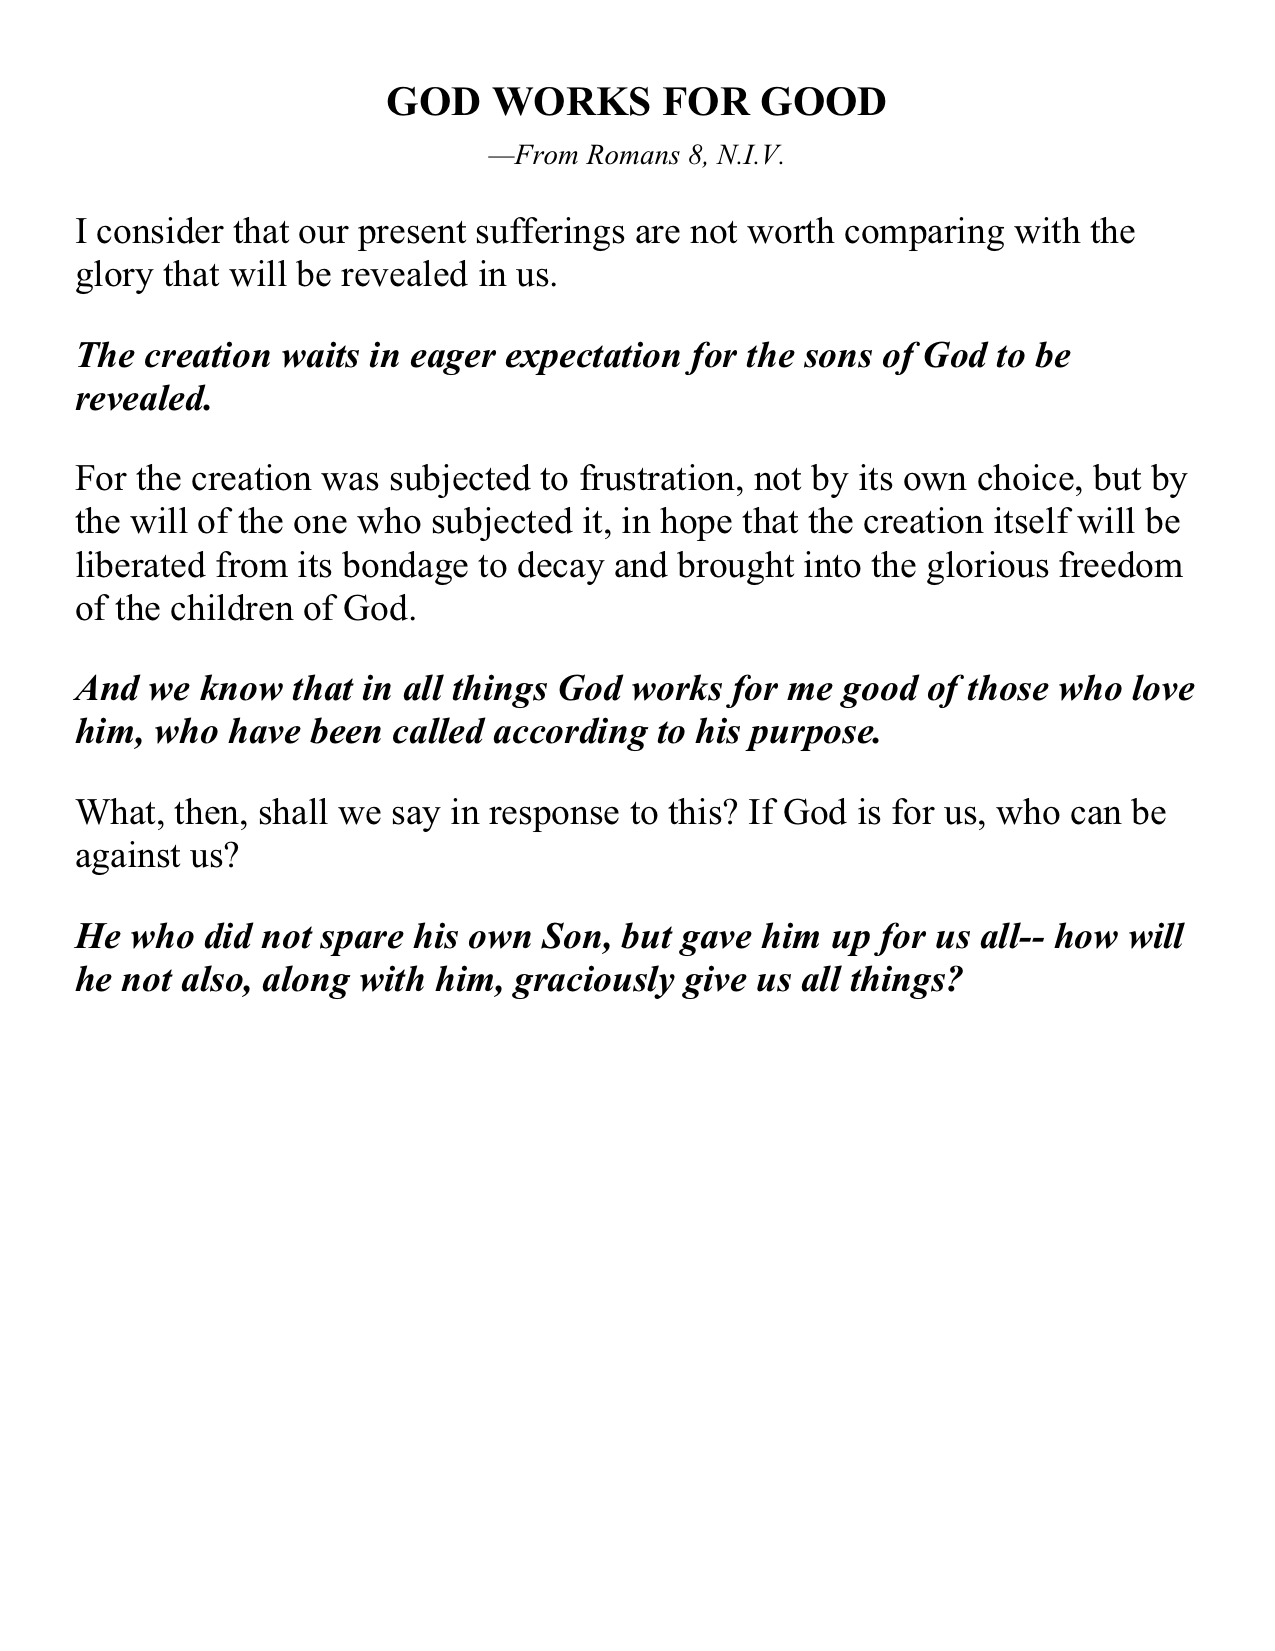 GOD WORKS FOR GOOD
—From Romans 8, N.I.V.
I consider that our present sufferings are not worth comparing with the
glory that will be revealed in us.
The creation waits in eager expectation for the sons of God to be
revealed.
For the creation was subjected to frustration, not by its own choice, but by
the will of the one who subjected it, in hope that the creation itself will be
liberated from its bondage to decay and brought into the glorious freedom
of the children of God.
And we know that in all things God works for me good of those who love
him, who have been called according to his purpose.
What, then, shall we say in response to this? If God is for us, who can be
against us?
He who did not spare his own Son, but gave him up for us all-- how will
he not also, along with him, graciously give us all things?